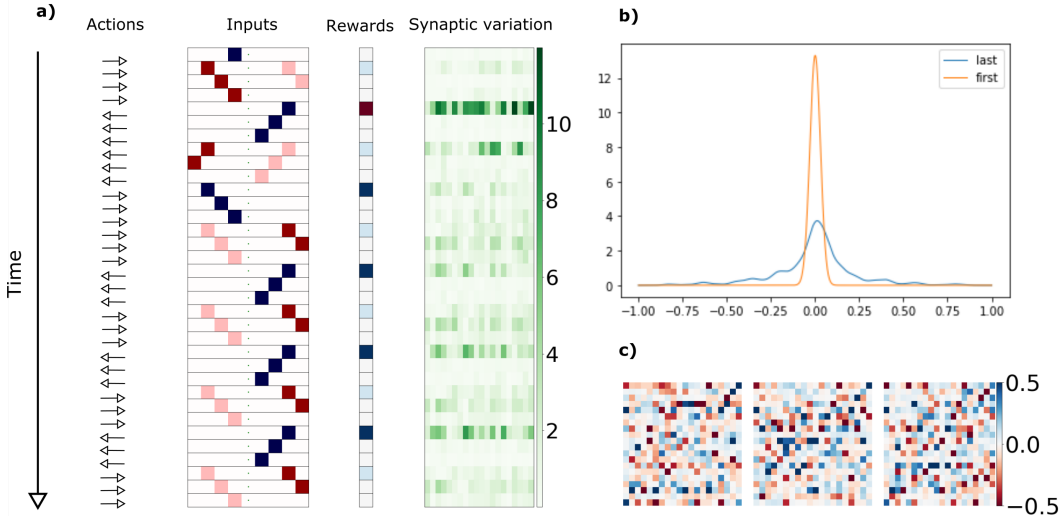 a)
Actions
Inputs
Rewards
Synaptic variation
Time
10
8
6
4
2
b)
last
first
12
10
8
6
4
2
0
−1.00 −0.75 −0.50 −0.25 0.00 0.25 0.50 0.75 1.00
c)
0.5
0.0
−0.5